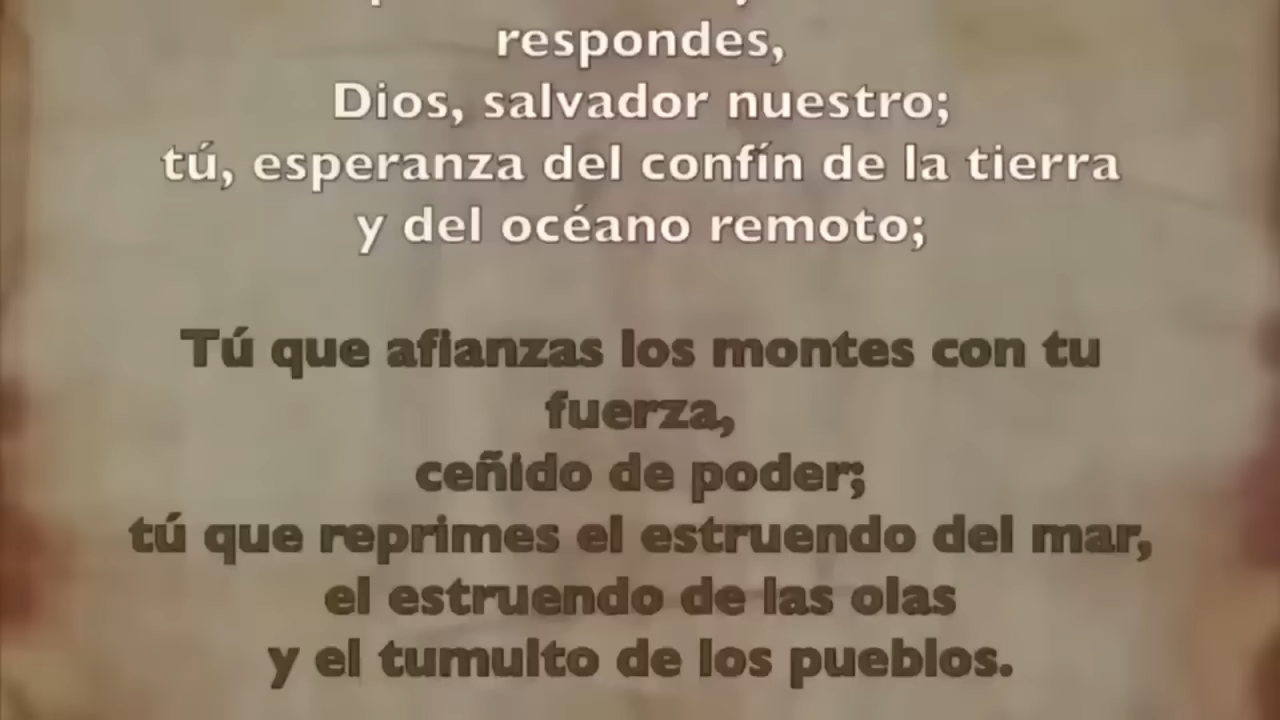 respondes,
Dios, salvador nuestro;
tú, esperanza del confín de la tierra
y del océano remoto;
Tú que afianzas los montes con tu
fuerza,
ceñido de poder;
tú que reprimes el estruendo del mar,
el estruendo de las olas
y el tumulto de los pueblos.